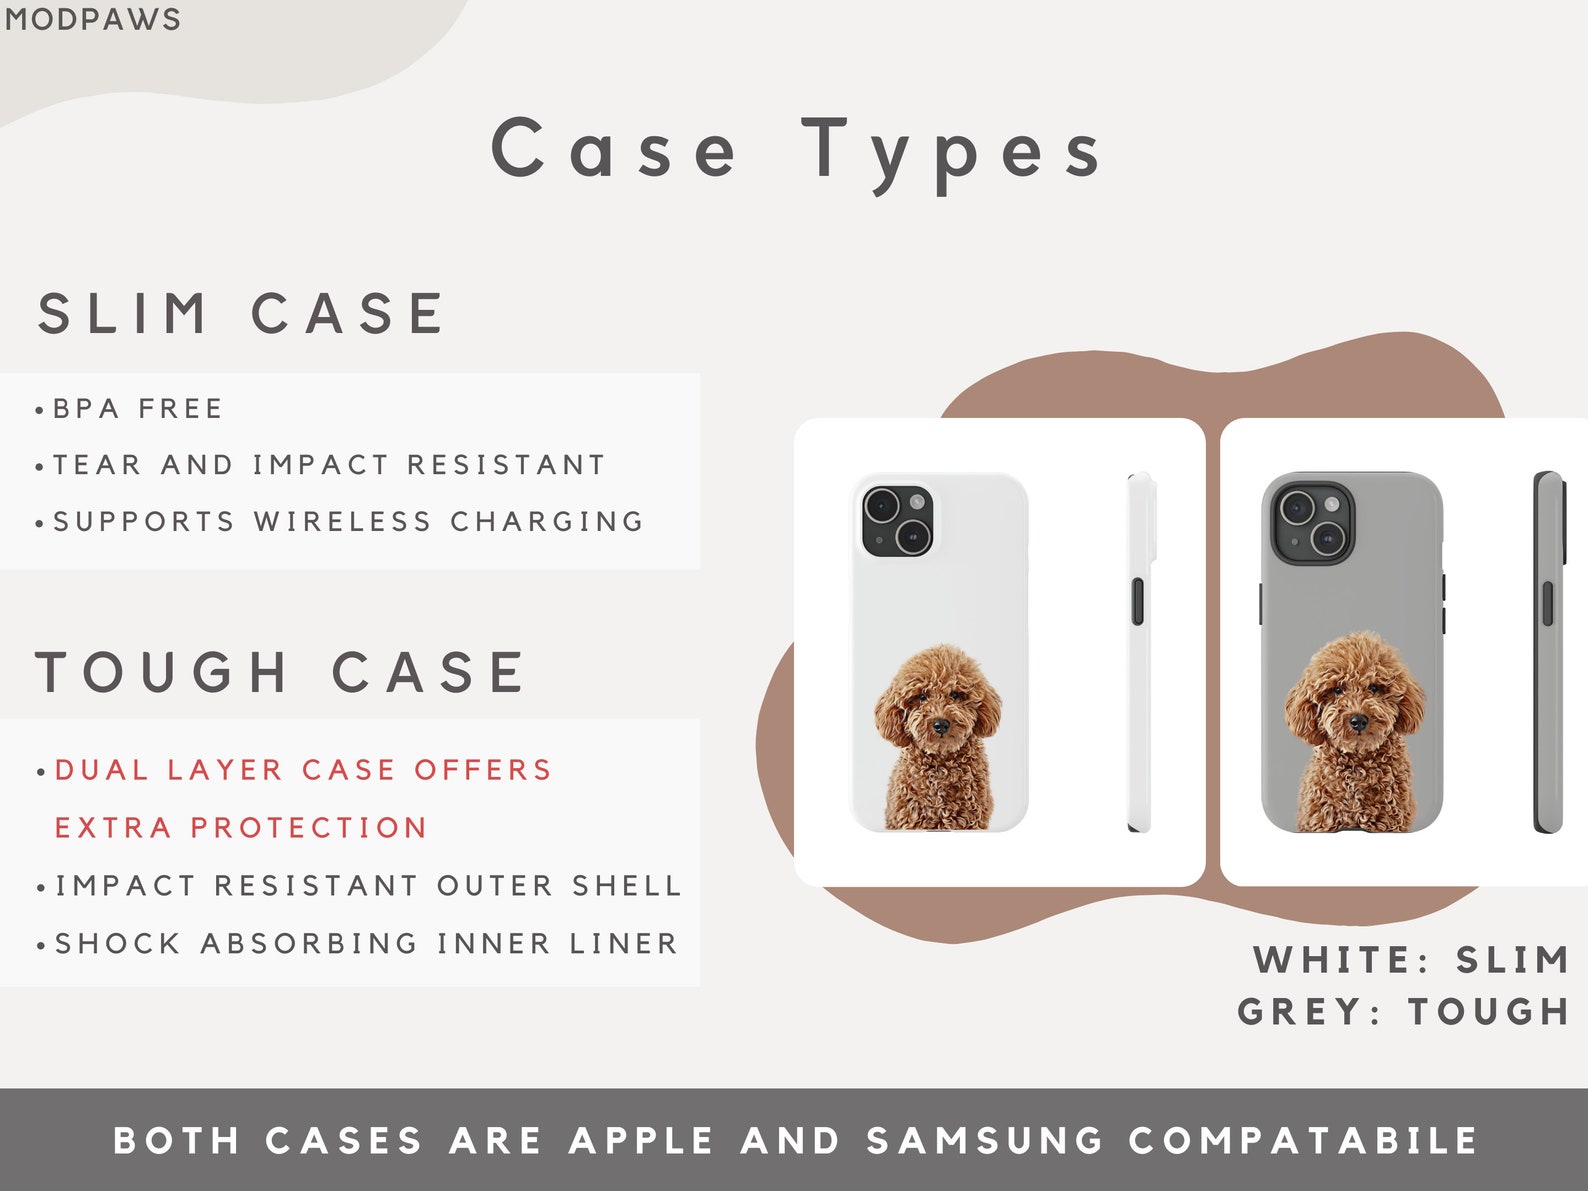 MODPAWS
Case Types
SLIM CASE
• BPA FREE
• TEAR AND IMPACT RESISTANT
• SUPPORTS WIRELESS CHARGING
TOUGH CASE
• DUAL LAYER CASE OFFERS
EXTRA PROTECTION
• IMPACT RESISTANT OUTER SHELL
• SHOCK ABSORBING INNER LINER
WHITE: SLIM
GREY: TOUGH
BOTH CASES ARE APPLE AND SAMSUNG COMPATABILE